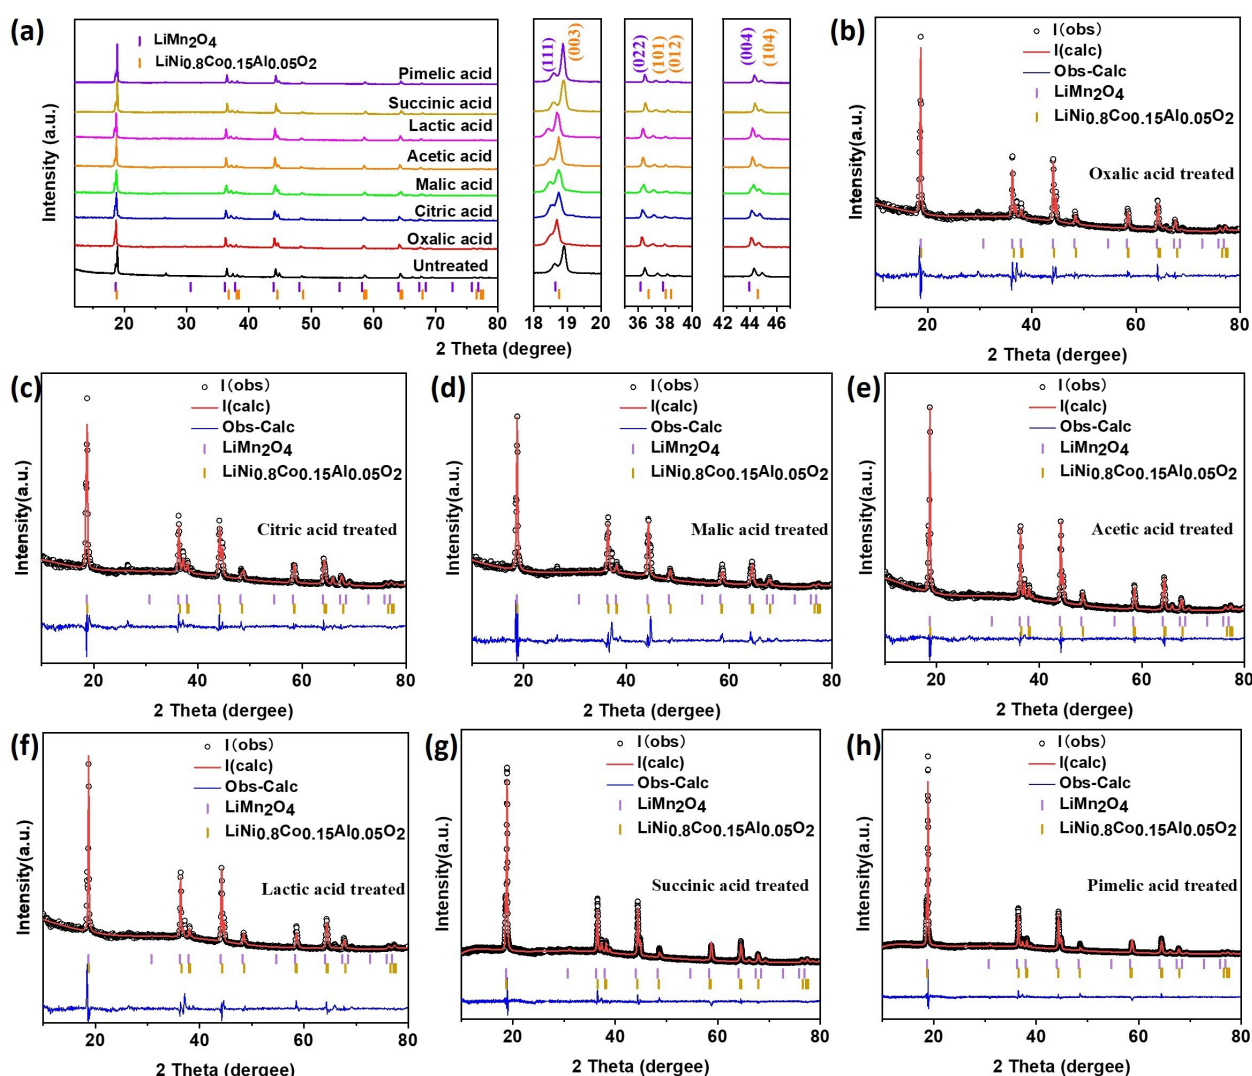 (a)
LiMn2O4
LiNi0.8Co0.15Al0.05O2
Pimelic acid
Succinic acid
Lactic acid
Acetic acid
Malic acid
Citric acid
Oxalic acid
Untreated
Intensity (a.u.)
20 30 40 50 60 70 80
(111)
(003)
18 19 20
(022)
(101)
(012)
36 38 40
(004)
(104)
42 44 46
2 Theta (degree)
(b)
I(obs)
I(calc)
Obs-Calc
LiMn2O4
LiNi0.8Co0.15Al0.05O2
Oxalic acid treated
Intensity(a.u.)
20 40 60 80
2 Theta (dergee)
(c)
I(obs)
I(calc)
Obs-Calc
LiMn2O4
LiNi0.8Co0.15Al0.05O2
Citric acid treated
Intensity(a.u.)
20 40 60 80
2 Theta (dergee)
(d)
I(obs)
I(calc)
Obs-Calc
LiMn2O4
LiNi0.8Co0.15Al0.05O2
Malic acid treated
Intensity(a.u.)
20 40 60 80
2 Theta (dergee)
(e)
I(obs)
I(calc)
Obs-Calc
LiMn2O4
LiNi0.8Co0.15Al0.05O2
Acetic acid treated
Intensity(a.u.)
20 40 60 80
2 Theta (dergee)
(f)
I(obs)
I(calc)
Obs-Calc
LiMn2O4
LiNi0.8Co0.15Al0.05O2
Lactic acid treated
Intensity(a.u.)
20 40 60 80
2 Theta (dergee)
(g)
I(obs)
I(calc)
Obs-Calc
LiMn2O4
LiNi0.8Co0.15Al0.05O2
Succinic acid treated
Intensity(a.u.)
20 40 60 80
2 Theta (dergee)
(h)
I(obs)
I(calc)
Obs-Calc
LiMn2O4
LiNi0.8Co0.15Al0.05O2
Pimelic acid treated
Intensity(a.u.)
20 40 60 80
2 Theta (dergee)